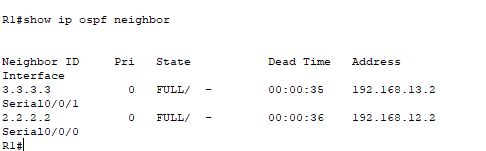 R1#show ip ospf neighbor
Neighbor ID Pri State Dead Time Address
Interface
3.3.3.3 0 FULL/ - 00:00:35 192.168.13.2
Serial0/0/1
2.2.2.2 0 FULL/ - 00:00:36 192.168.12.2
Serial0/0/0
R1#